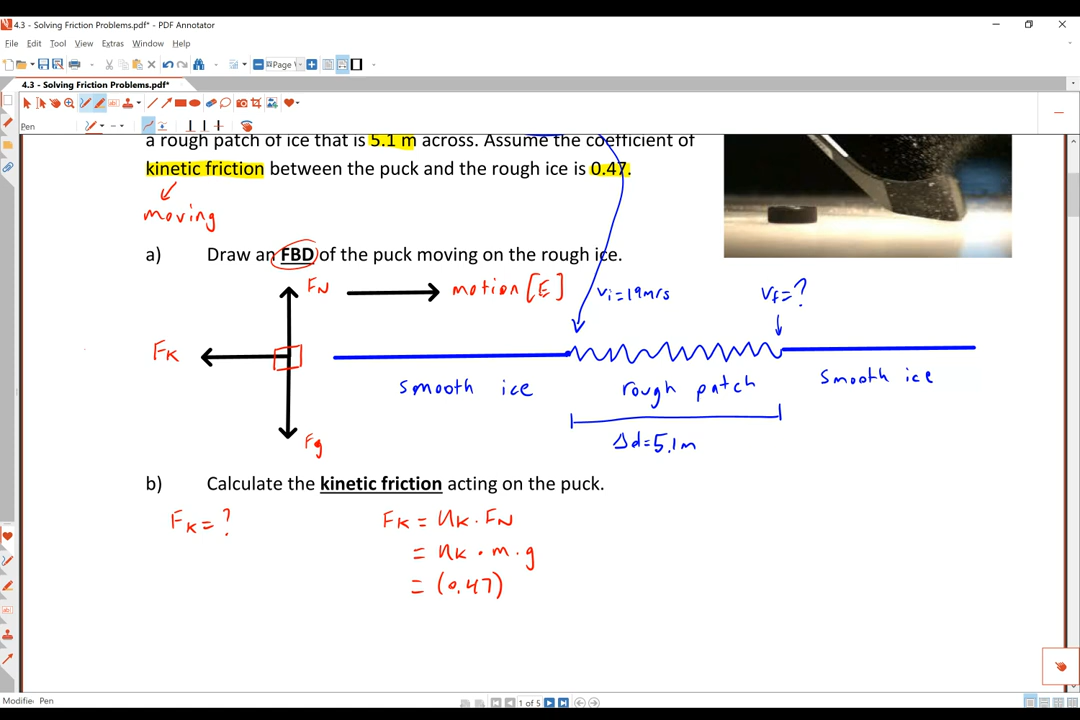 4.3 - Solving Friction Problems.pdf* - PDF Annotator
File Edit Tool View Extras Window Help
4.3 - Solving Friction Problems.pdf*
Pen
a rough patch of ice that is 5.1 m across. Assume the coefficient of
kinetic friction between the puck and the rough ice is 0.47.
moving
a) Draw an FBD of the puck moving on the rough ice.
FN motion [E] vi=19m/s vf=?
FK
smooth ice rough patch smooth ice
Fg Δd=5.1m
b) Calculate the kinetic friction acting on the puck.
FK=? FK = μK·FN
= μK·m·g
= (0.47)
Pen 1 of 5